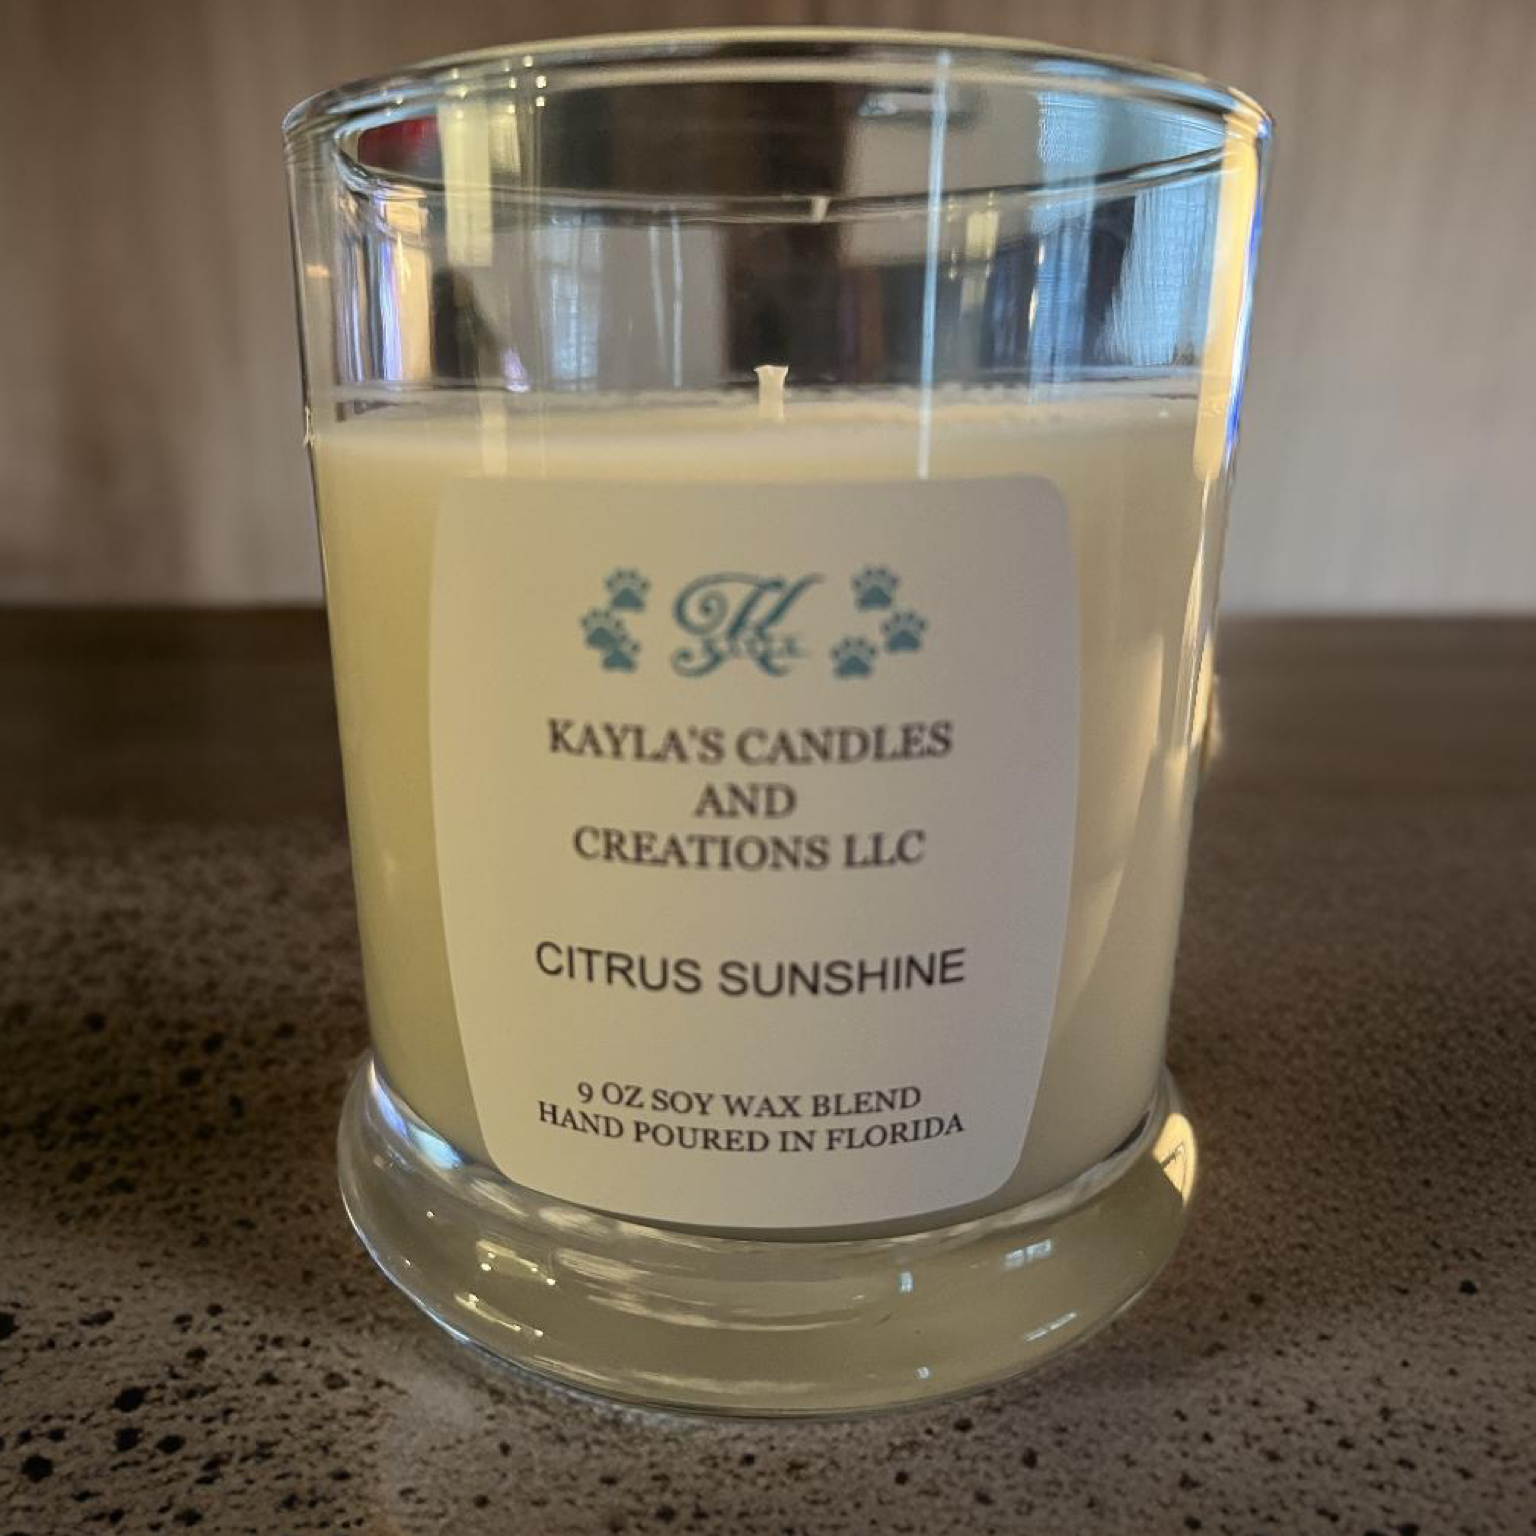 K
KAYLA'S CANDLES
AND
CREATIONS LLC
CITRUS SUNSHINE
9 OZ SOY WAX BLEND
HAND POURED IN FLORIDA